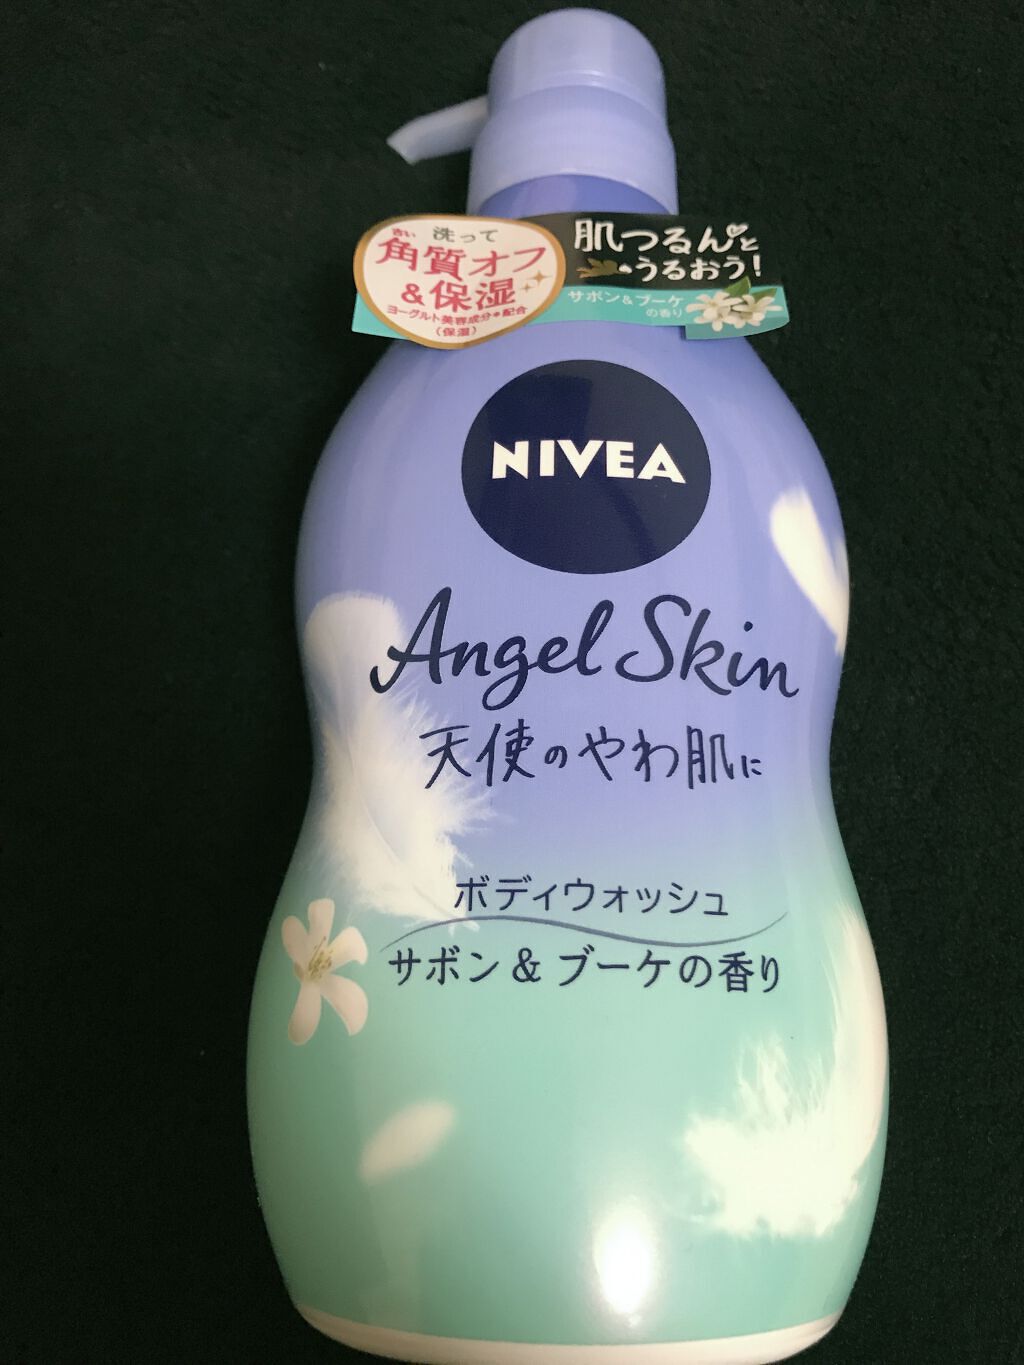 古い 洗って
角質オフ
&保湿
ヨーグルト美容成分*配合
(保湿)
肌つるんと
うるおう!
サボン&ブーケ
の香り
NIVEA
Angel Skin
天使のやわ肌に
ボディウォッシュ
サボン & ブーケの香り